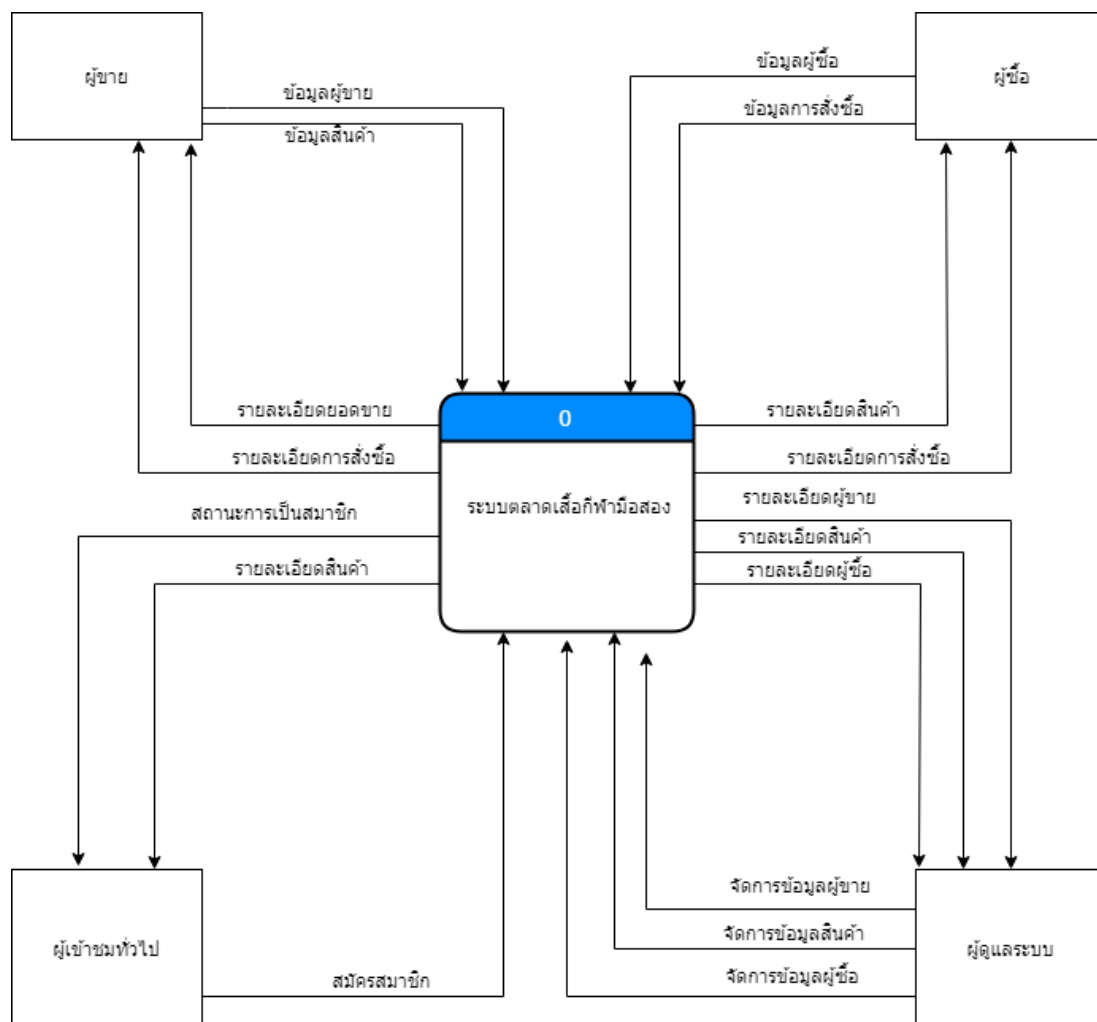 ผู้ขาย
ผู้ซื้อ
ข้อมูลผู้ซื้อ
ข้อมูลผู้ขาย
ข้อมูลการสั่งซื้อ
ข้อมูลสินค้า
รายละเอียดยอดขาย
0
รายละเอียดสินค้า
รายละเอียดการสั่งซื้อ
รายละเอียดการสั่งซื้อ
สถานะการเป็นสมาชิก
ระบบตลาดเสื้อกีฬามือสอง
รายละเอียดผู้ขาย
รายละเอียดสินค้า
รายละเอียดสินค้า
รายละเอียดผู้ซื้อ
จัดการข้อมูลผู้ขาย
ผู้เข้าชมทั่วไป
จัดการข้อมูลสินค้า
ผู้ดูแลระบบ
สมัครสมาชิก
จัดการข้อมูลผู้ซื้อ